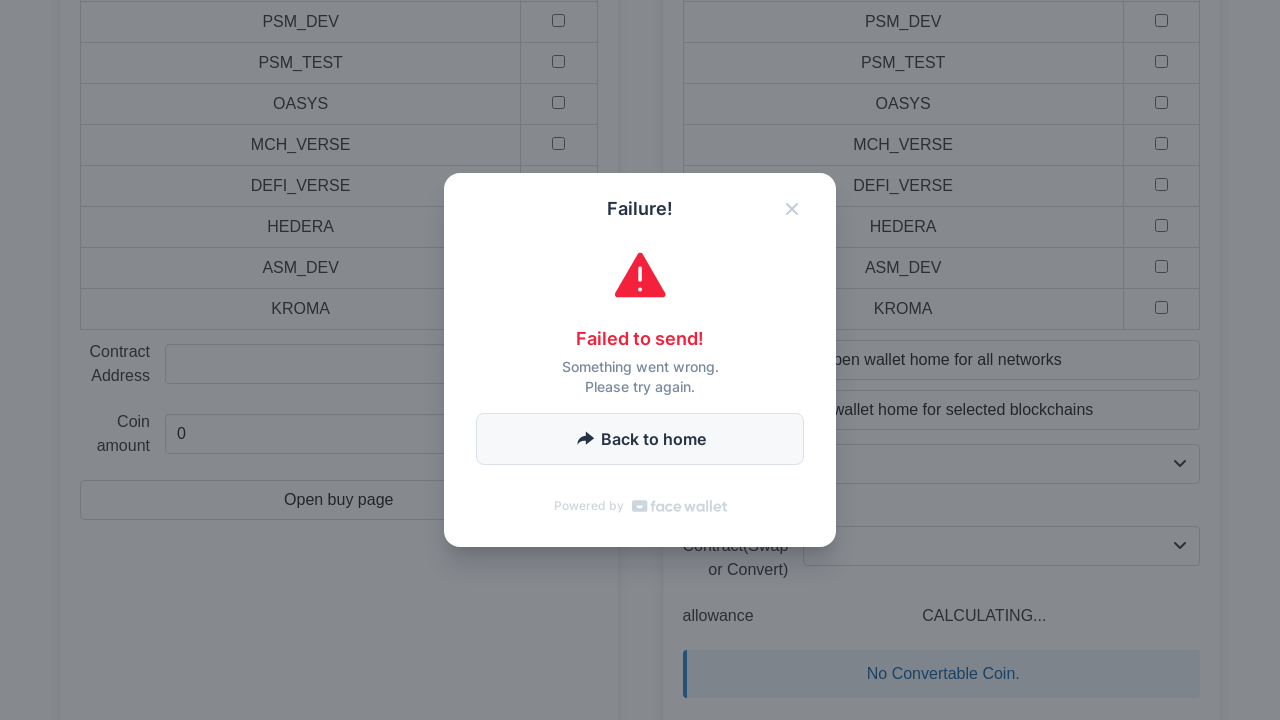 PSM_DEV
PSM_DEV
PSM_TEST
PSM_TEST
OASYS
OASYS
MCH_VERSE
MCH_VERSE
DEFI_VERSE
DEFI_VERSE
HEDERA
HEDERA
ASM_DEV
ASM_DEV
KROMA
KROMA
Contract
Address
Coin
amount
0
Open buy page
Failure!
Failed to send!
Something went wrong.
Please try again.
Back to home
Powered by face wallet
wallet home for all networks
wallet home for selected blockchains
or Convert)
allowance
CALCULATING...
No Convertable Coin.